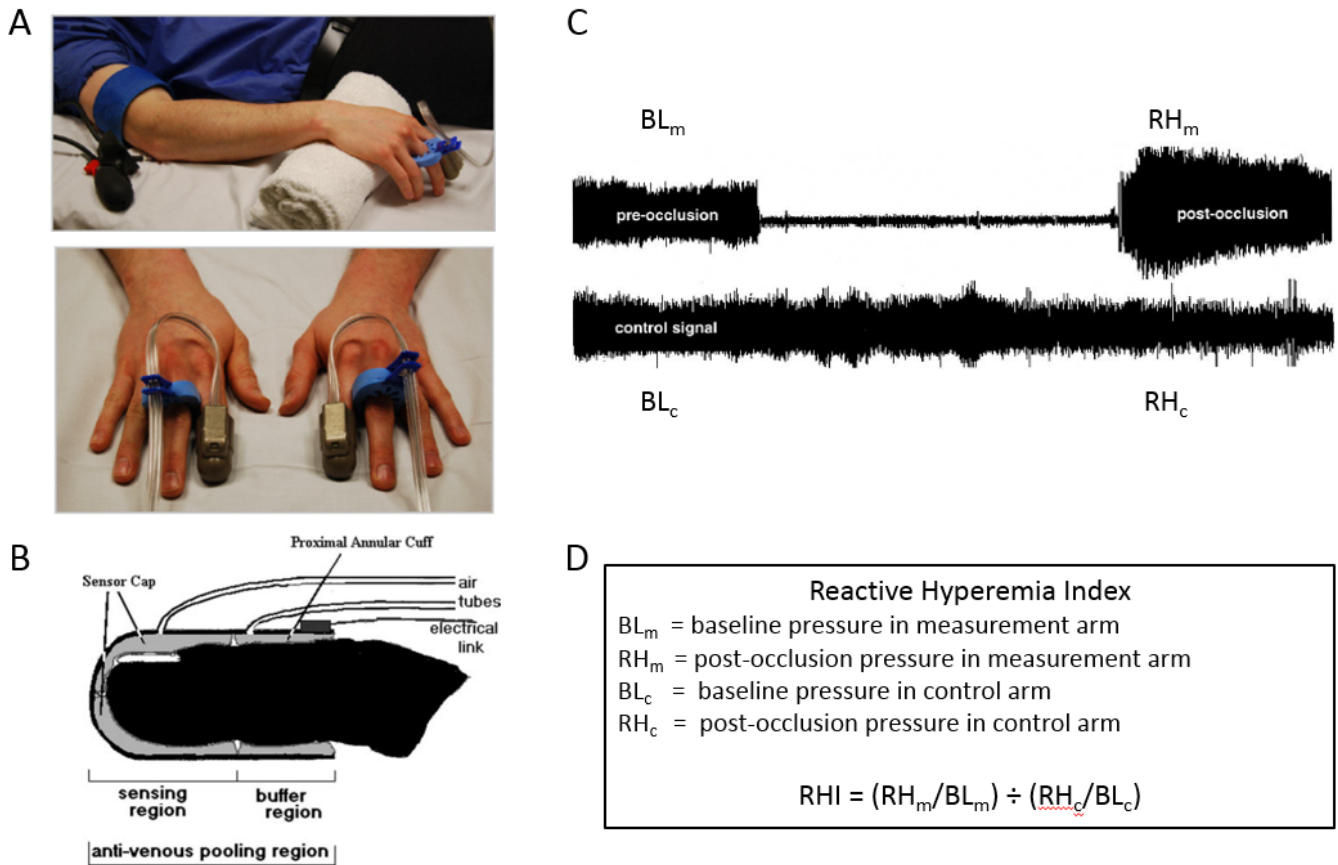 A
B
Proximal Annular Cuff
Sensor Cap
air
tubes
electrical
link
sensing
region
buffer
region
anti-venous pooling region
C
BLm
RHm
pre-occlusion
post-occlusion
control signal
BLc
RHc
D
Reactive Hyperemia Index
BLm = baseline pressure in measurement arm
RHm = post-occlusion pressure in measurement arm
BLc = baseline pressure in control arm
RHc = post-occlusion pressure in control arm
RHI = (RHm/BLm) ÷ (RHc/BLc)